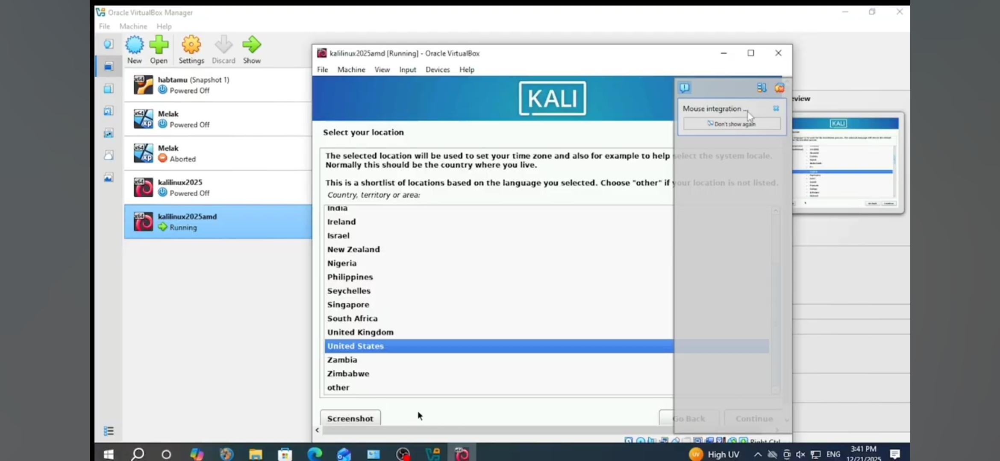 Oracle VirtualBox Manager
File Machine Help
New Open Settings Discard Show
habtamu (Snapshot 1)
Powered Off
Melak
Powered Off
Melak
Aborted
kalilinux2025
Powered Off
kalilinux2025amd
Running
kalilinux2025amd [Running] - Oracle VirtualBox
File Machine View Input Devices Help
KALI
Mouse integration ...
Don't show again
Select your location
The selected location will be used to set your time zone and also for example to help select the system locale.
Normally this should be the country where you live.
This is a shortlist of locations based on the language you selected. Choose "other" if your location is not listed.
Country, territory or area:
India
Ireland
Israel
New Zealand
Nigeria
Philippines
Seychelles
Singapore
South Africa
United Kingdom
United States
Zambia
Zimbabwe
other
Screenshot Go Back Continue
Right Ctrl
eview
KALI
High UV ENG 3:41 PM
12/21/2025